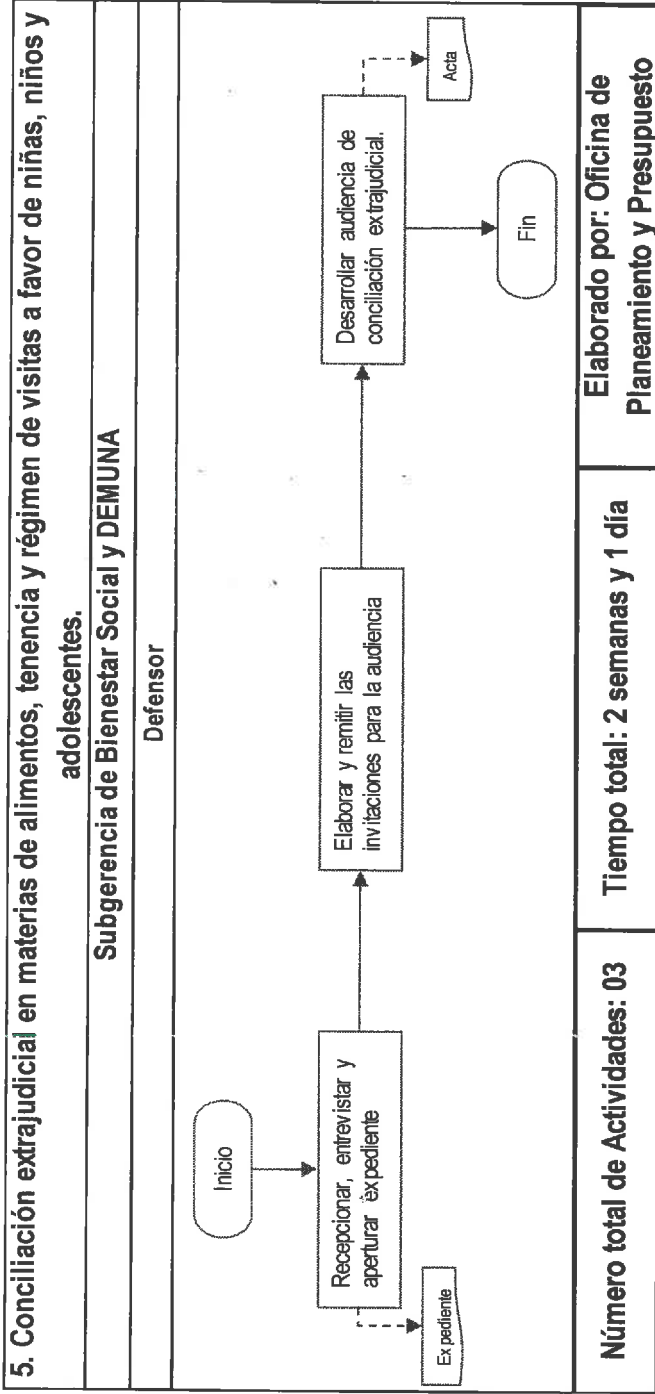 5. Conciliación extrajudicial en materias de alimentos, tenencia y régimen de visitas a favor de niñas, niños y
adolescentes.
Subgerencia de Bienestar Social y DEMUNA
Defensor
Inicio
Recepcionar, entrevistar y
aperturar expediente
Expediente
Elaborar y remitir las
invitaciones para la audiencia
Desarrollar audiencia de
conciliación extrajudicial.
Acta
Fin
Número total de Actividades: 03
Tiempo total: 2 semanas y 1 día
Elaborado por: Oficina de
Planeamiento y Presupuesto